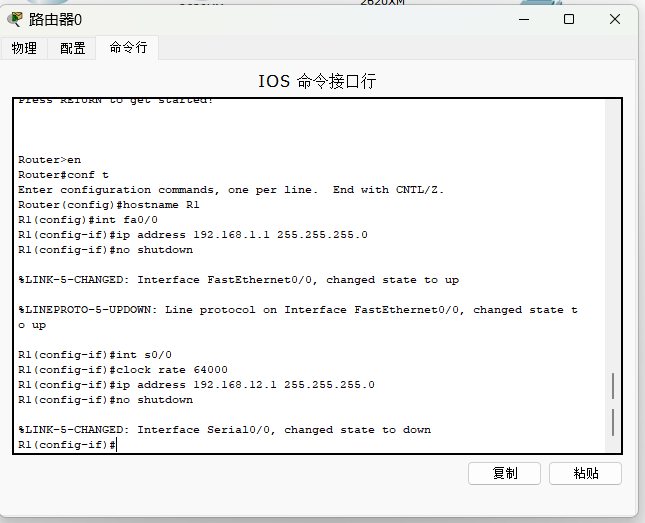 2620XM
路由器0
物理 配置 命令行
IOS 命令接口行
Press RETURN to get started!
Router>en
Router#conf t
Enter configuration commands, one per line.  End with CNTL/Z.
Router(config)#hostname R1
R1(config)#int fa0/0
R1(config-if)#ip address 192.168.1.1 255.255.255.0
R1(config-if)#no shutdown
%LINK-5-CHANGED: Interface FastEthernet0/0, changed state to up
%LINEPROTO-5-UPDOWN: Line protocol on Interface FastEthernet0/0, changed state t
o up
R1(config-if)#int s0/0
R1(config-if)#clock rate 64000
R1(config-if)#ip address 192.168.12.1 255.255.255.0
R1(config-if)#no shutdown
%LINK-5-CHANGED: Interface Serial0/0, changed state to down
R1(config-if)#
复制 粘贴